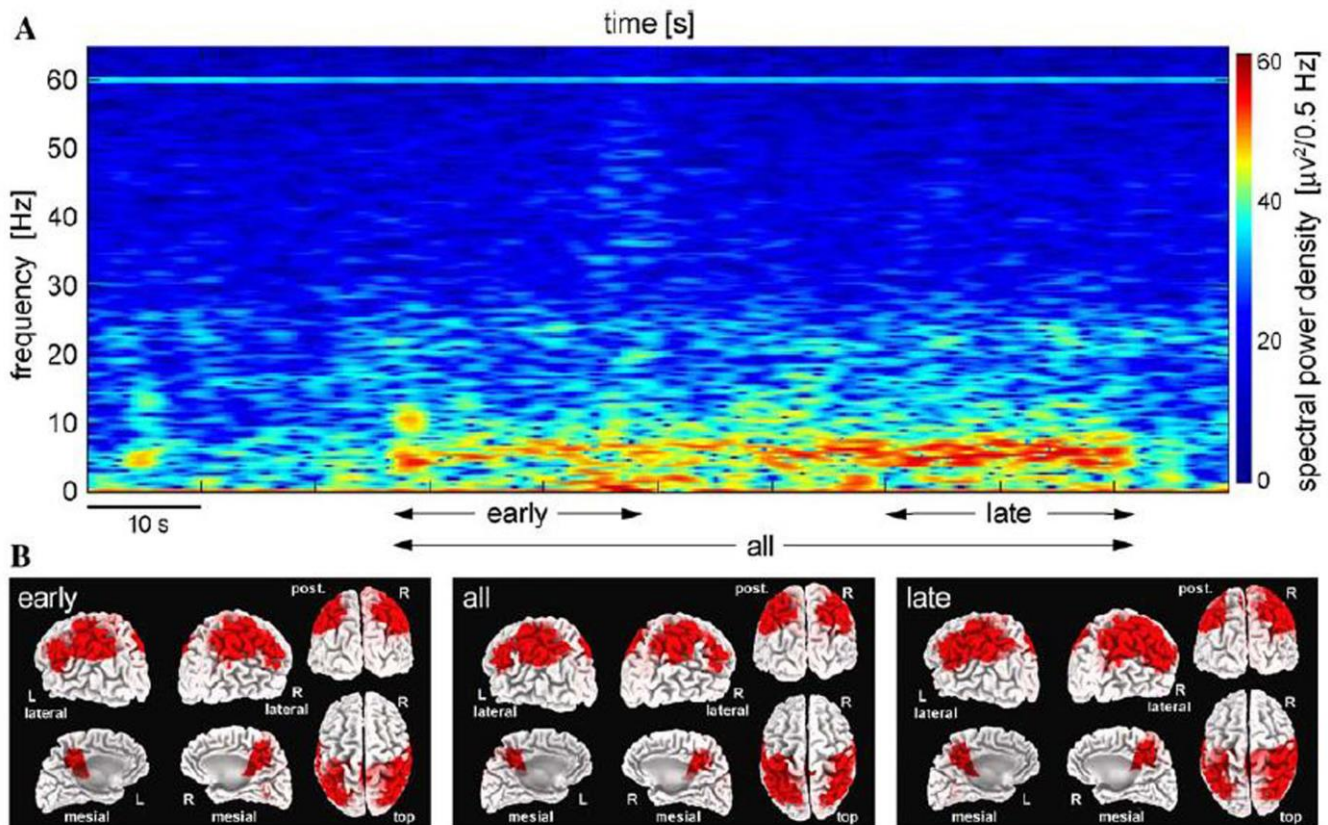 A
time [s]
60
50
40
30
20
10
0
frequency [Hz]
60
40
20
0
spectral power density [μv²/0.5 Hz]
10 s
early
late
all
B
early
post.
R
L
lateral
R
lateral
R
L
mesial
R
mesial
top
all
post.
R
L
lateral
R
lateral
R
L
mesial
R
mesial
top
late
post.
R
L
lateral
R
lateral
R
L
mesial
R
mesial
top